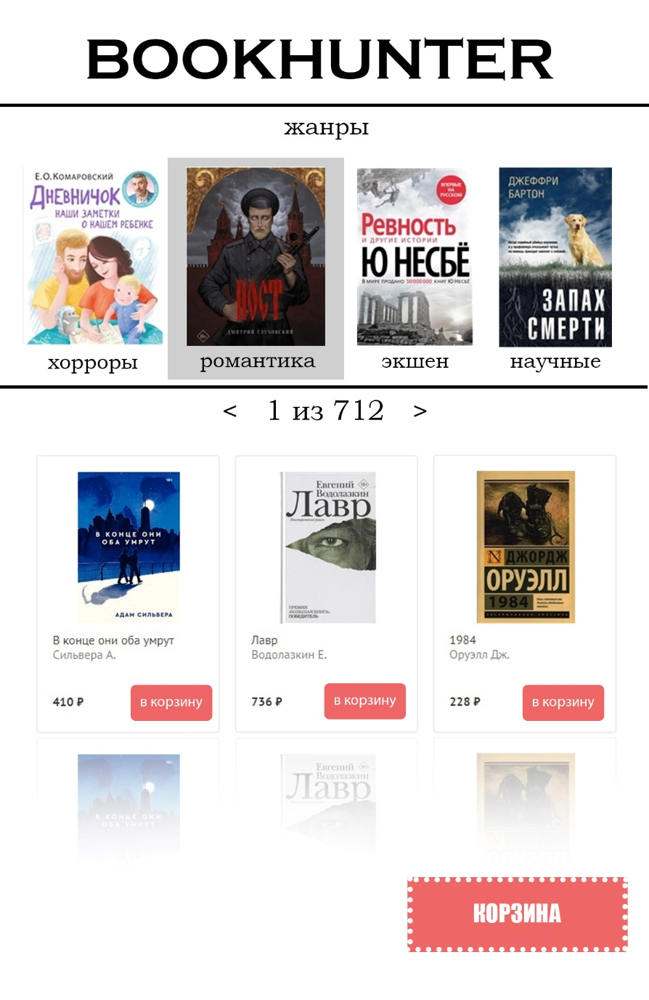 BOOKHUNTER
жанры
Е.О.КОМАРОВСКИЙ
ДНЕВНИЧОК
НАШИ ЗАМЕТКИ
О НАШЕМ РЕБЕНКЕ
хорроры
ПОСТ
ДМИТРИЙ ГЛУХОВСКИЙ
романтика
ВПЕРВЫЕ
НА
РУССКОМ
РЕВНОСТЬ
И ДРУГИЕ ИСТОРИИ
Ю НЕСБЁ
В МИРЕ ПРОДАНО 50000000 КНИГ Ю НЕСБЁ
экшен
ДЖЕФФРИ
БАРТОН
ЗАПАХ
СМЕРТИ
научные
< 1 из 712 >
18+
В КОНЦЕ ОНИ
ОБА УМРУТ
АДАМ СИЛЬВЕРА
В конце они оба умрут
Сильвера А.
410 ₽
в корзину
Евгений
Водолазкин
18+
Лавр
Неисторический роман
ПРЕМИЯ
«БОЛЬШАЯ КНИГА».
ПОБЕДИТЕЛЬ
Лавр
Водолазкин Е.
736 ₽
в корзину
N ДЖОРДЖ
ОРУЭЛЛ
1984
1984
Оруэлл Дж.
228 ₽
в корзину
18+
В КОНЦЕ ОНИ
ОБА УМРУТ
Евгений
Водолазкин
18+
Лавр
ОРУЭЛЛ
КОРЗИНА